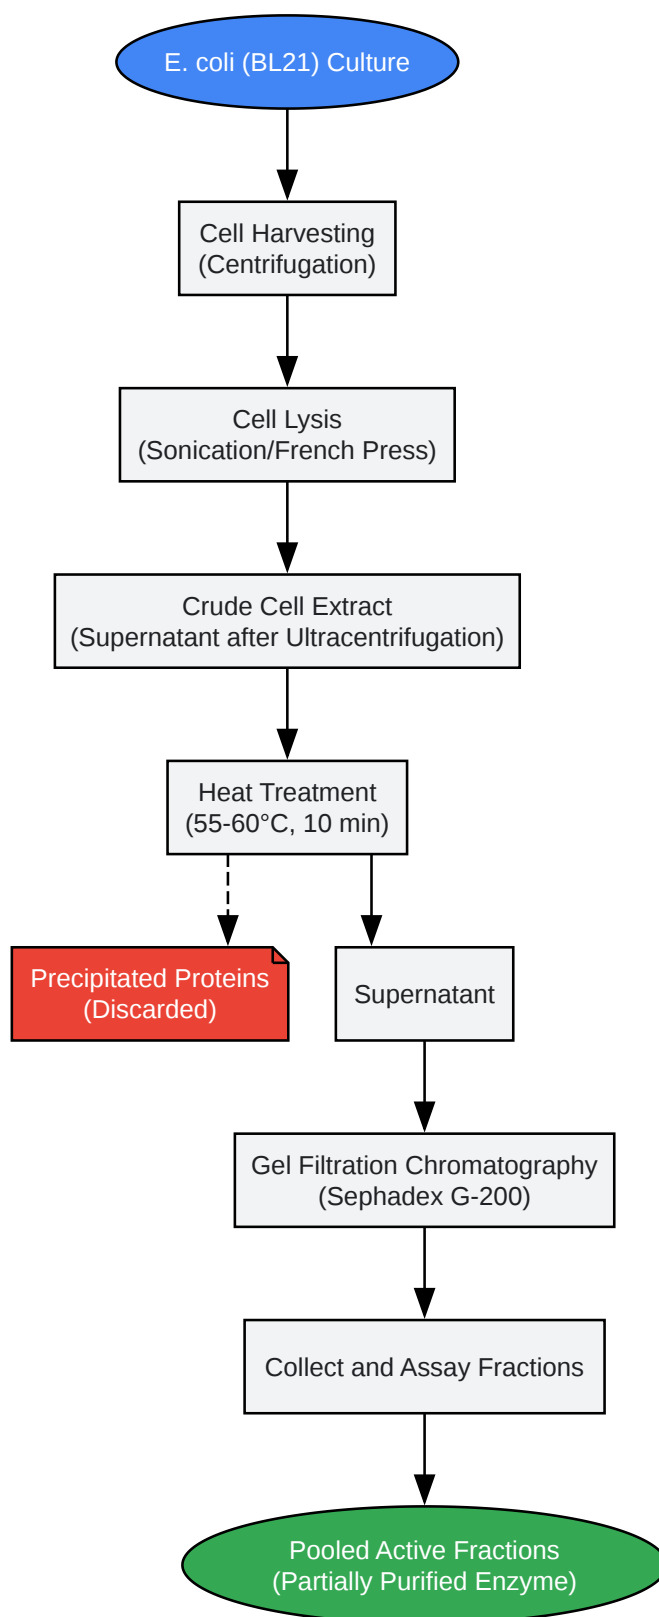 E. coli (BL21) Culture
Cell Harvesting
(Centrifugation)
Cell Lysis
(Sonication/French Press)
Crude Cell Extract
(Supernatant after Ultracentrifugation)
Heat Treatment
(55-60°C, 10 min)
Precipitated Proteins
(Discarded)
Supernatant
Gel Filtration Chromatography
(Sephadex G-200)
Collect and Assay Fractions
Pooled Active Fractions
(Partially Purified Enzyme)